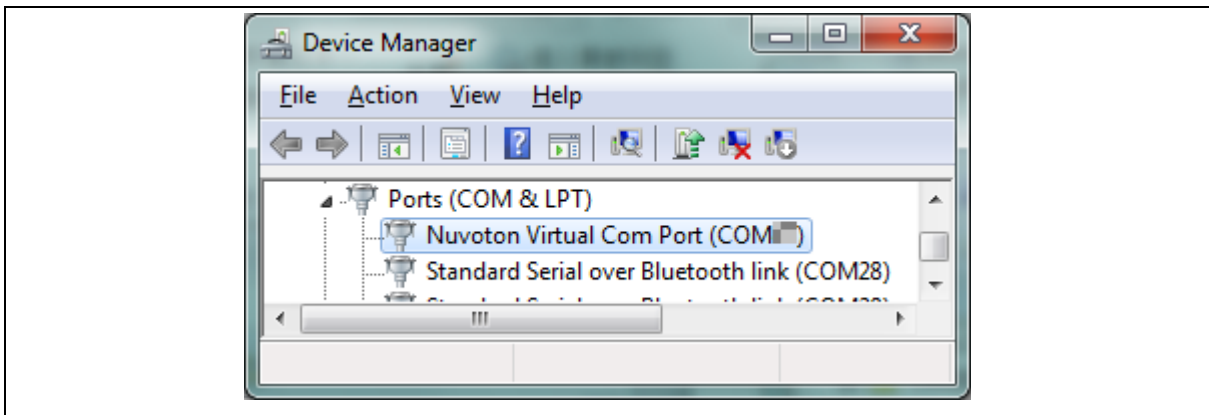 Device Manager
File Action View Help
Ports (COM & LPT)
Nuvoton Virtual Com Port (COM )
Standard Serial over Bluetooth link (COM28)